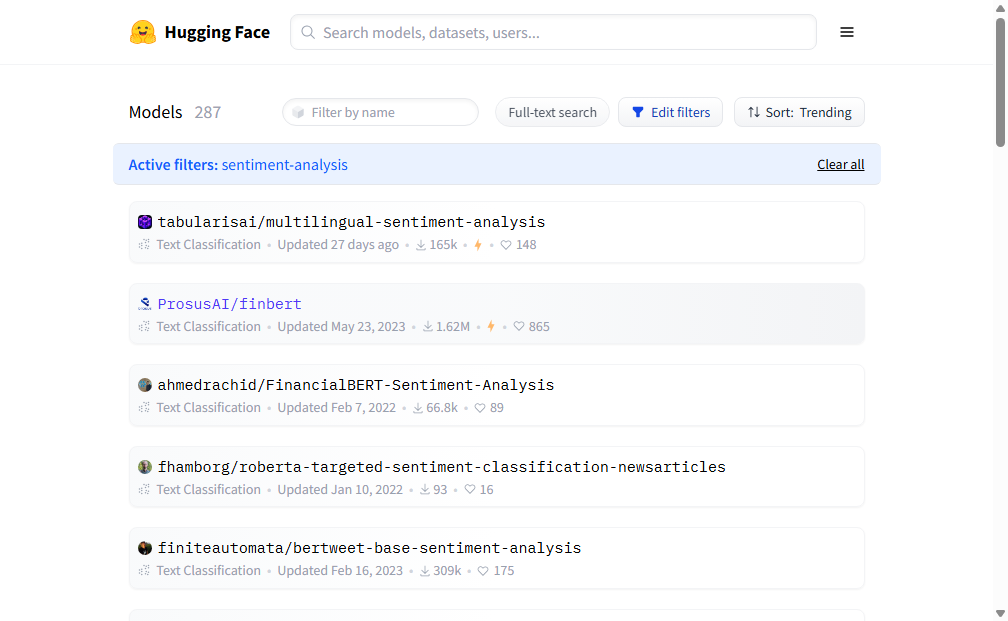 Hugging Face
Search models, datasets, users...
Models 287
Filter by name
Full-text search
Edit filters
Sort: Trending
Active filters: sentiment-analysis
Clear all
tabularisai/multilingual-sentiment-analysis
Text Classification • Updated 27 days ago • 165k • • 148
ProsusAI/finbert
Text Classification • Updated May 23, 2023 • 1.62M • • 865
ahmedrachid/FinancialBERT-Sentiment-Analysis
Text Classification • Updated Feb 7, 2022 • 66.8k • 89
fhamborg/roberta-targeted-sentiment-classification-newsarticles
Text Classification • Updated Jan 10, 2022 • 93 • 16
finiteautomata/bertweet-base-sentiment-analysis
Text Classification • Updated Feb 16, 2023 • 309k • 175